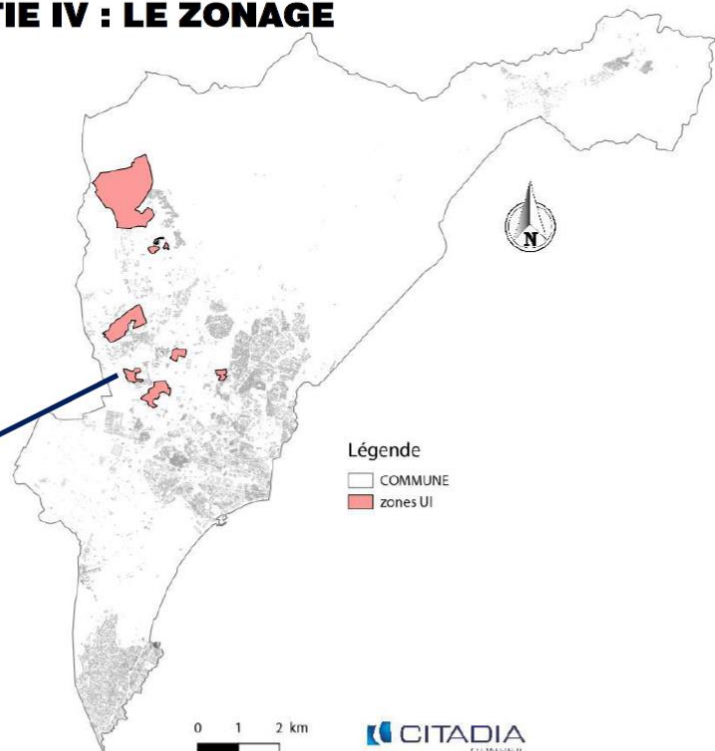 TIE IV : LE ZONAGE
N
Légende
COMMUNE
zones UI
0 1 2 km
CITADIA